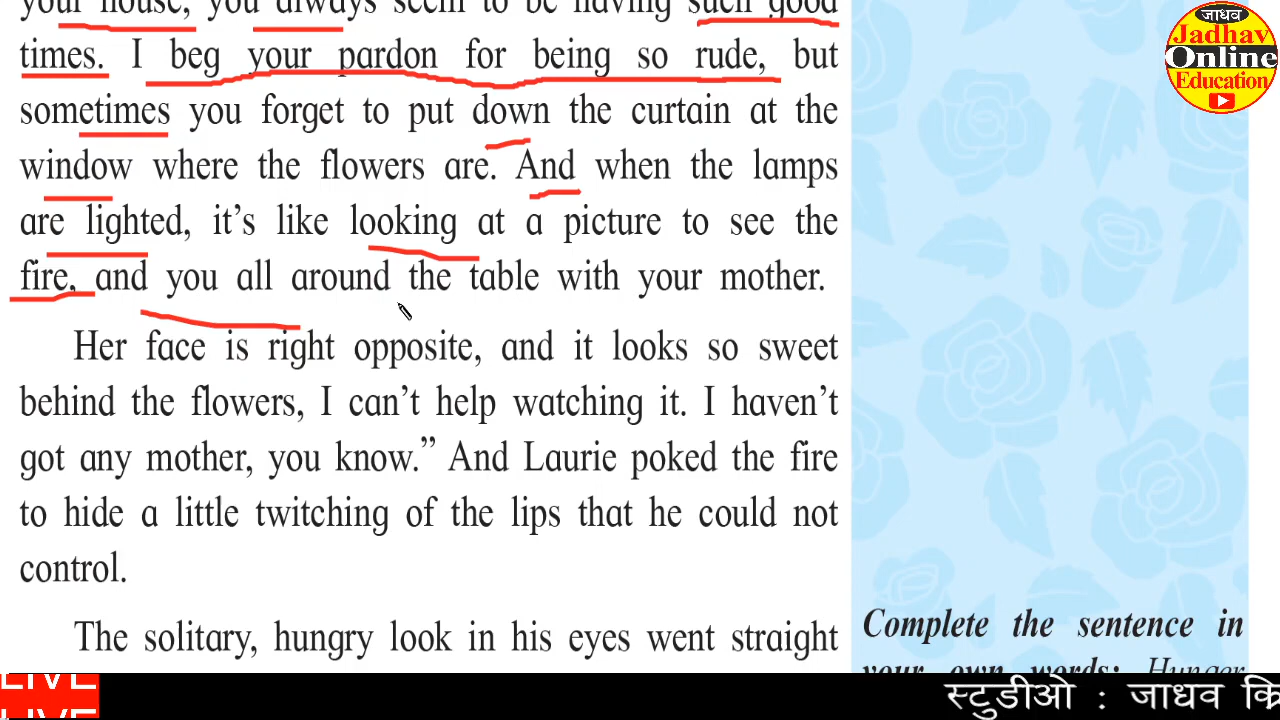 your house, you always seem to be having such good
times. I beg your pardon for being so rude, but
sometimes you forget to put down the curtain at the
window where the flowers are. And when the lamps
are lighted, it's like looking at a picture to see the
fire, and you all around the table with your mother.
Her face is right opposite, and it looks so sweet
behind the flowers, I can't help watching it. I haven't
got any mother, you know.” And Laurie poked the fire
to hide a little twitching of the lips that he could not
control.
The solitary, hungry look in his eyes went straight
जाधव
Jadhav
Online
Education
Complete the sentence in
your own words: Hunger
LIVE
LIVE
स्टुडीओ : जाधव